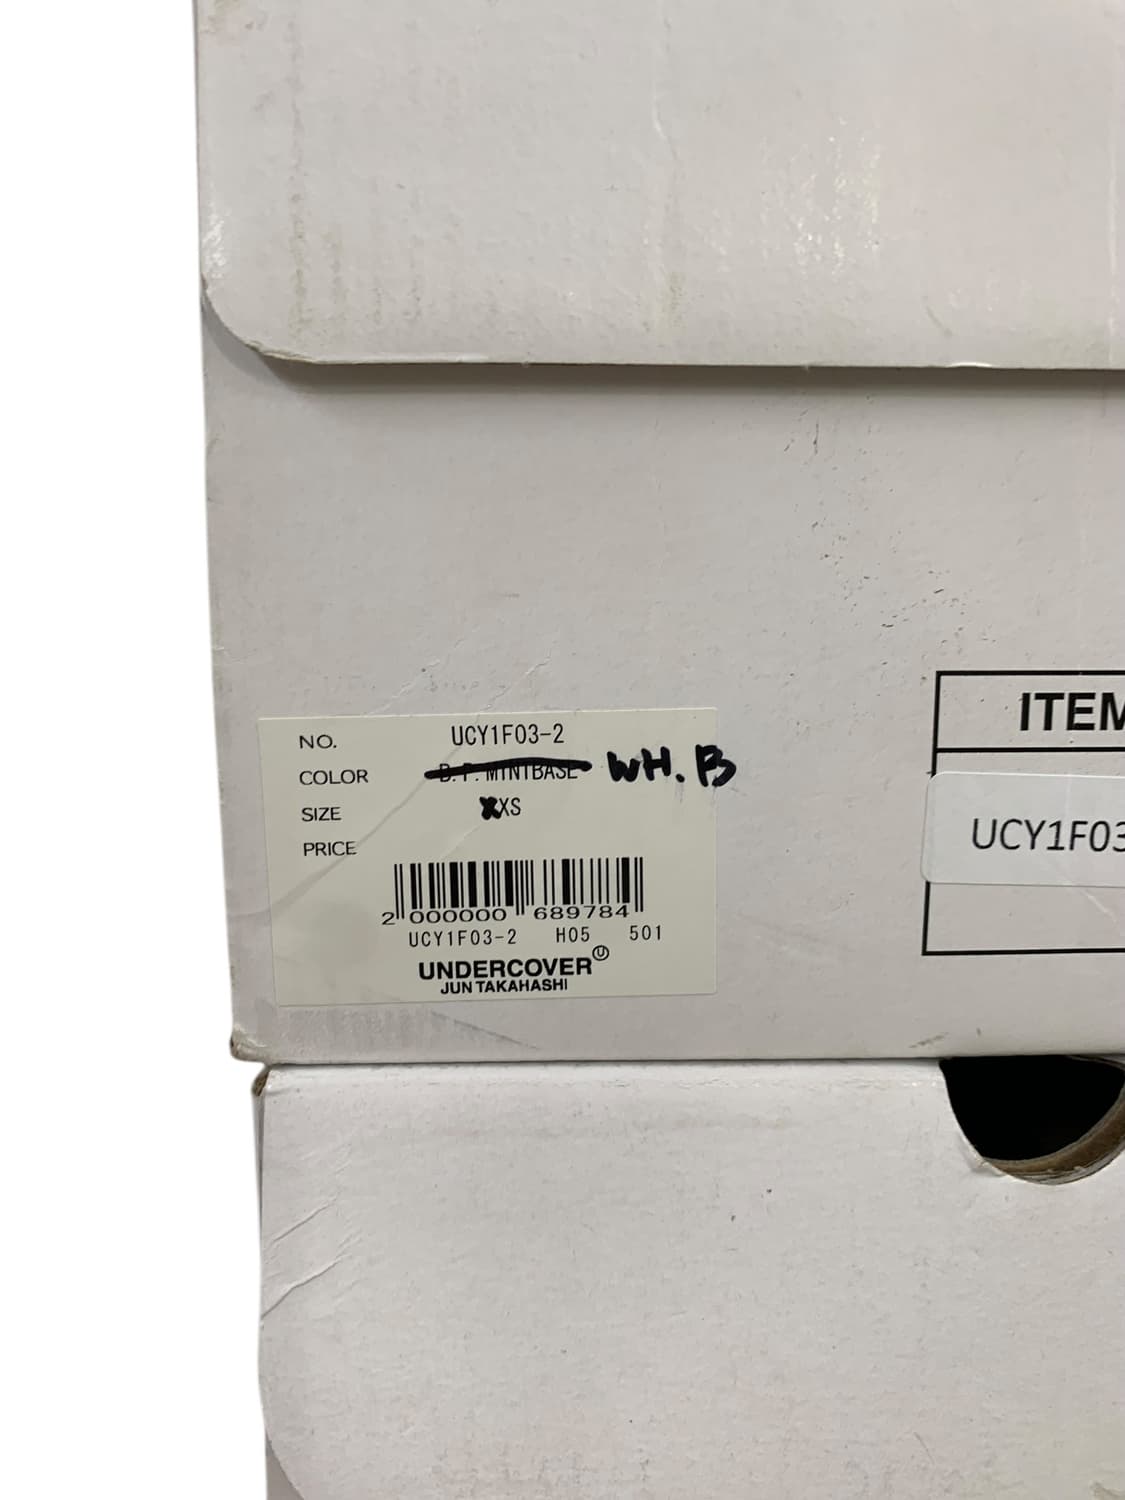 NO. UCY1F03-2
COLOR B.P. MINTBASE WH.B
SIZE XXS
PRICE
2 000000 689784
UCY1F03-2 H05 501
UNDERCOVER U
JUN TAKAHASHI
ITEM
UCY1F03